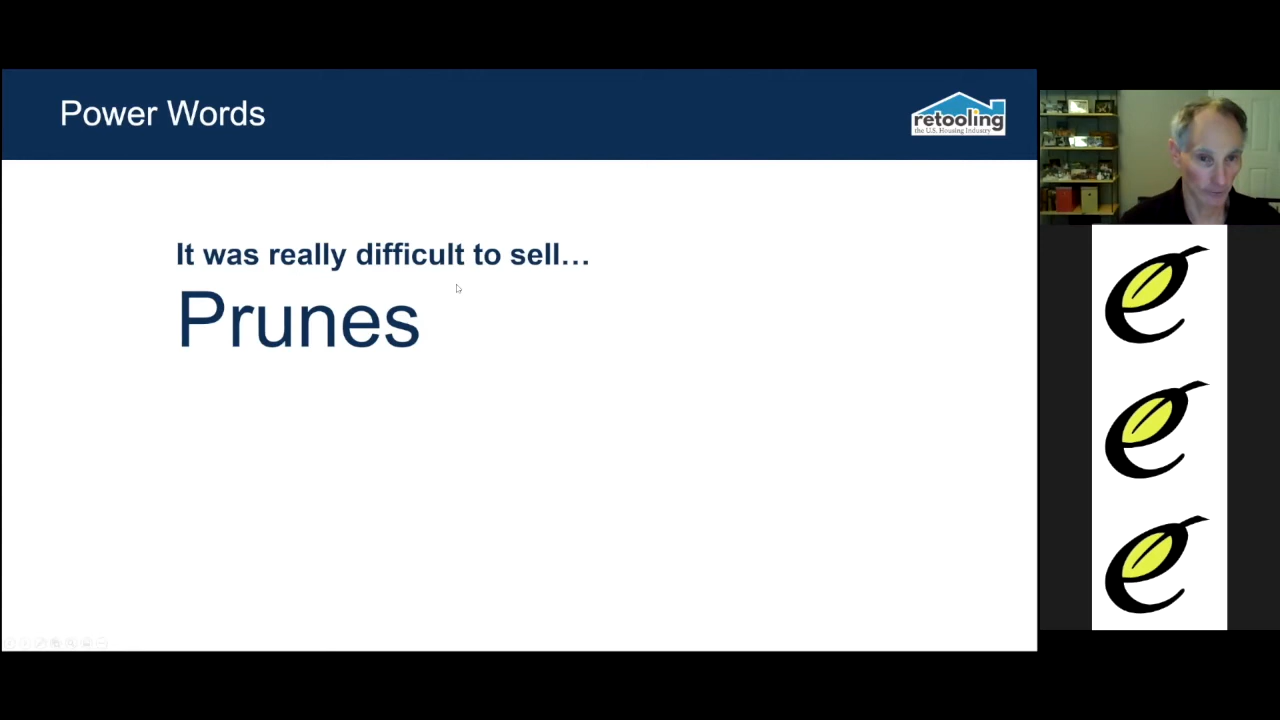 Power Words
retooling
the U.S. Housing Industry
It was really difficult to sell…
Prunes